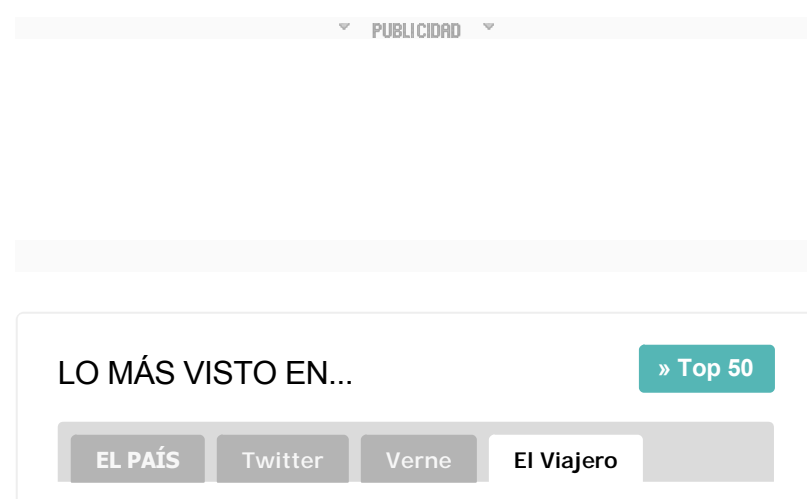 PUBLICIDAD
LO MÁS VISTO EN...
» Top 50
EL PAÍS Twitter Verne El Viajero